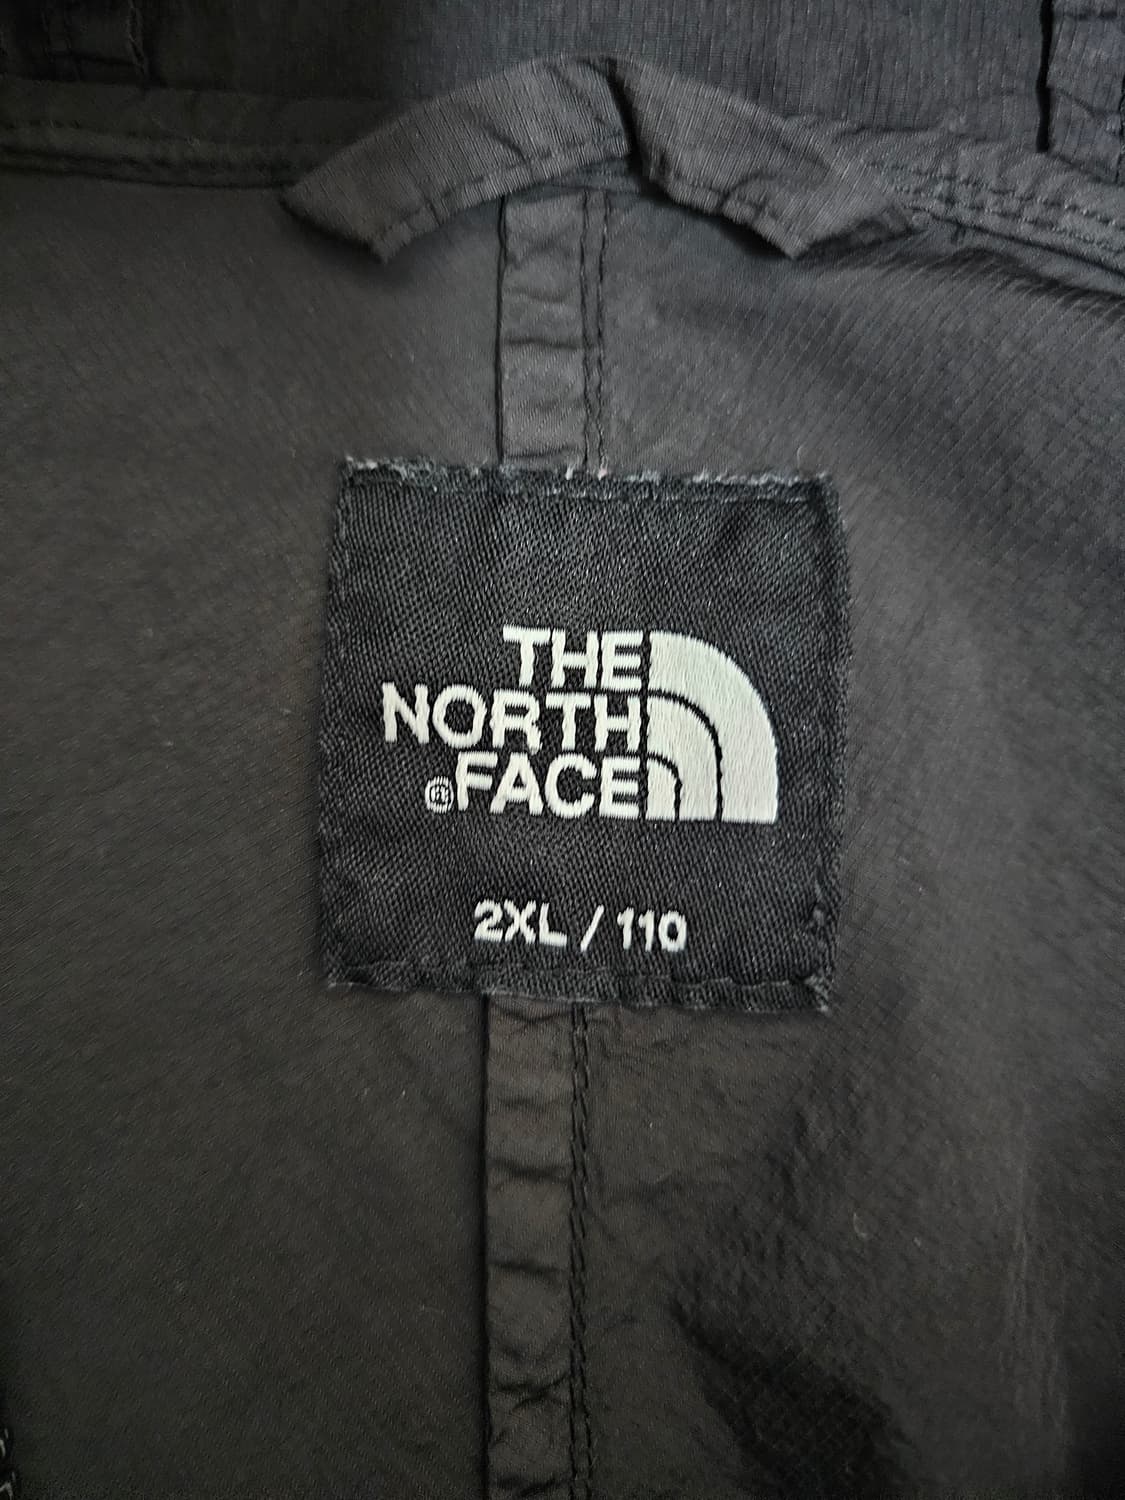 THE
NORTH
®FACE
2XL / 110